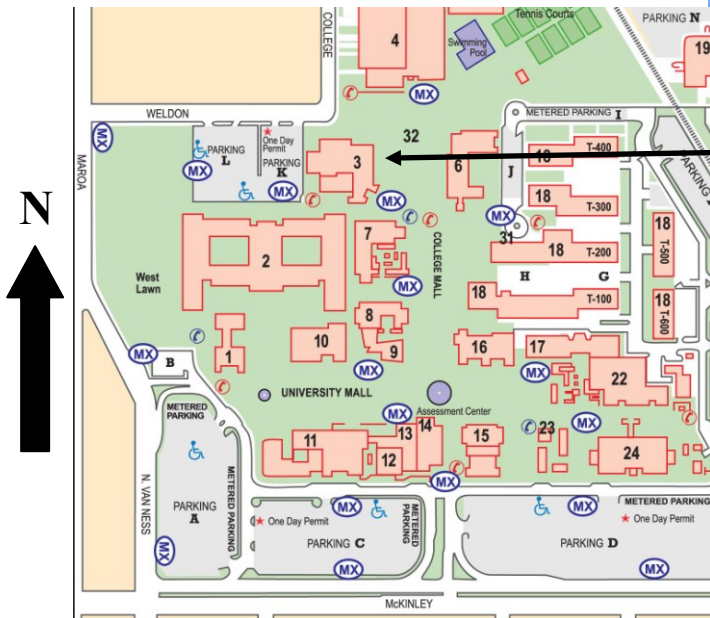 Tennis Courts
PARKING N
COLLEGE
4
Swimming
Pool
19
MX
WELDON
METERED PARKING I
MX
32
One Day
Permit
PARKING
L
PARKING
K
3
6
J
18
T-400
MAROA
MX
MX
MX
MX
18
T-300
N
7
31
18
T-200
18
T-500
2
COLLEGE MALL
West
Lawn
H
G
MX
18
T-100
18
T-600
8
1
10
9
16
17
MX
B
MX
MX
22
UNIVERSITY MALL
Assessment Center
METERED
PARKING
MX
MX
14
13
11
12
15
23
24
MX
N. VAN NESS
METERED PARKING
PARKING
A
MX
METERED
PARKING
MX
METERED PARKING
One Day Permit
One Day Permit
PARKING C
PARKING D
MX
MX
MX
McKINLEY